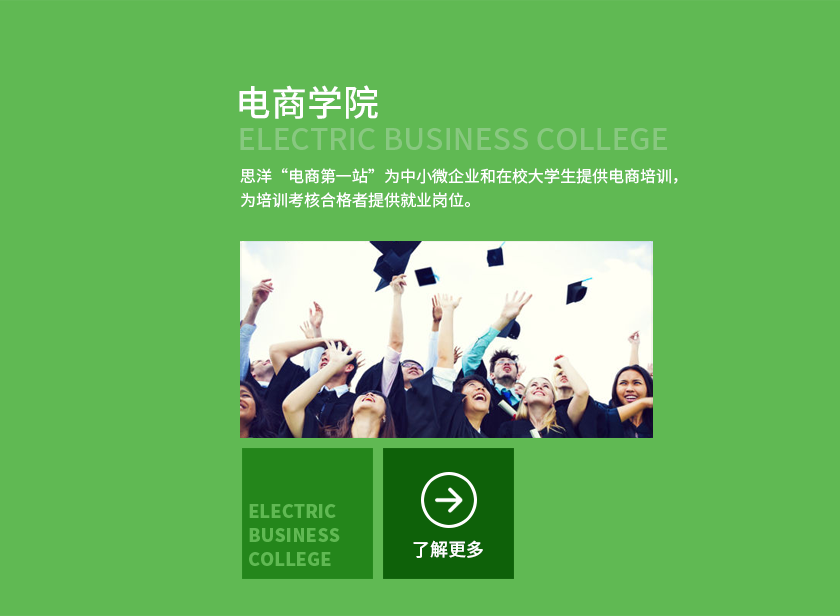 电商学院
ELECTRIC BUSINESS COLLEGE
思洋“电商第一站”为中小微企业和在校大学生提供电商培训，
为培训考核合格者提供就业岗位。
ELECTRIC
BUSINESS
COLLEGE
了解更多